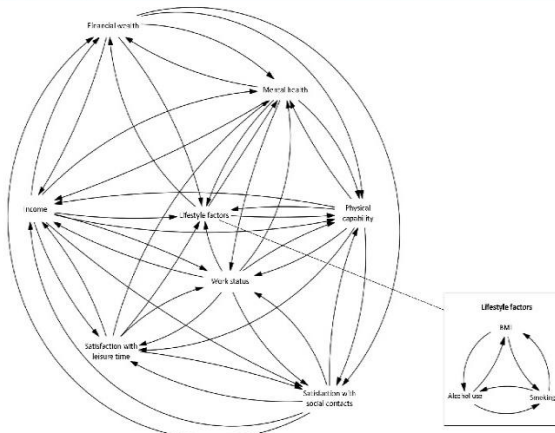 Financial wealth
Mental health
Income
Lifestyle factors
Physical
capability
Work status
Satisfaction with
leisure time
Satisfaction with
social contacts
Lifestyle factors
BMI
Alcohol use
Smoking